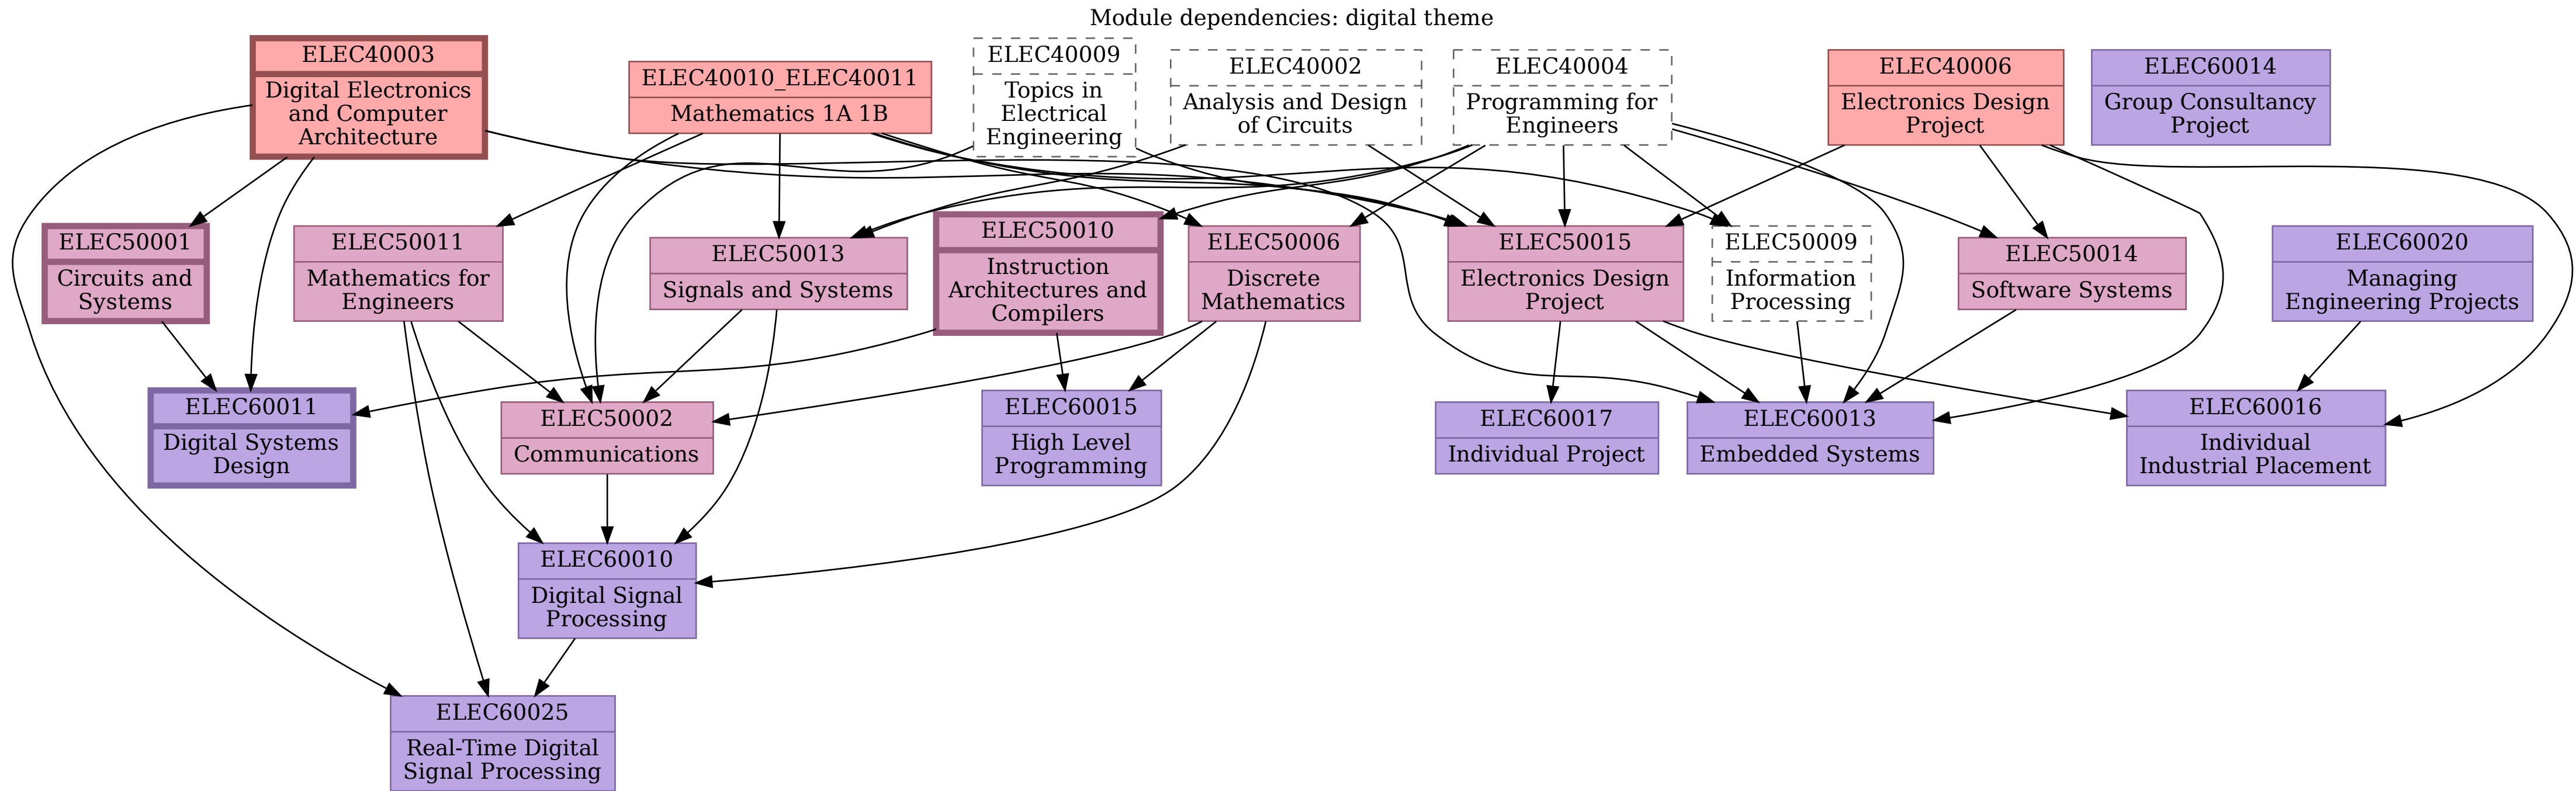 Module dependencies: digital theme
ELEC40003
Digital Electronics
and Computer
Architecture
ELEC40010_ELEC40011
Mathematics 1A 1B
ELEC40009
Topics in
Electrical
Engineering
ELEC40002
Analysis and Design
of Circuits
ELEC40004
Programming for
Engineers
ELEC40006
Electronics Design
Project
ELEC60014
Group Consultancy
Project
ELEC50001
Circuits and
Systems
ELEC50011
Mathematics for
Engineers
ELEC50013
Signals and Systems
ELEC50010
Instruction
Architectures and
Compilers
ELEC50006
Discrete
Mathematics
ELEC50015
Electronics Design
Project
ELEC50009
Information
Processing
ELEC50014
Software Systems
ELEC60020
Managing
Engineering Projects
ELEC60011
Digital Systems
Design
ELEC50002
Communications
ELEC60015
High Level
Programming
ELEC60017
Individual Project
ELEC60013
Embedded Systems
ELEC60016
Individual
Industrial Placement
ELEC60010
Digital Signal
Processing
ELEC60025
Real-Time Digital
Signal Processing